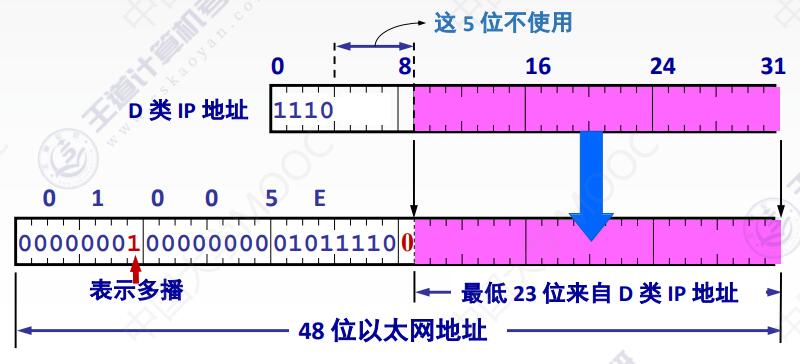 这 5 位不使用
0 8 16 24 31
D 类 IP 地址
1110
0 1 0 0 5 E
00000001 00000000 01011110 0
表示多播
最低 23 位来自 D 类 IP 地址
48 位以太网地址
王道计算机考研
www.cskaoyan.com
中国大学MOOC